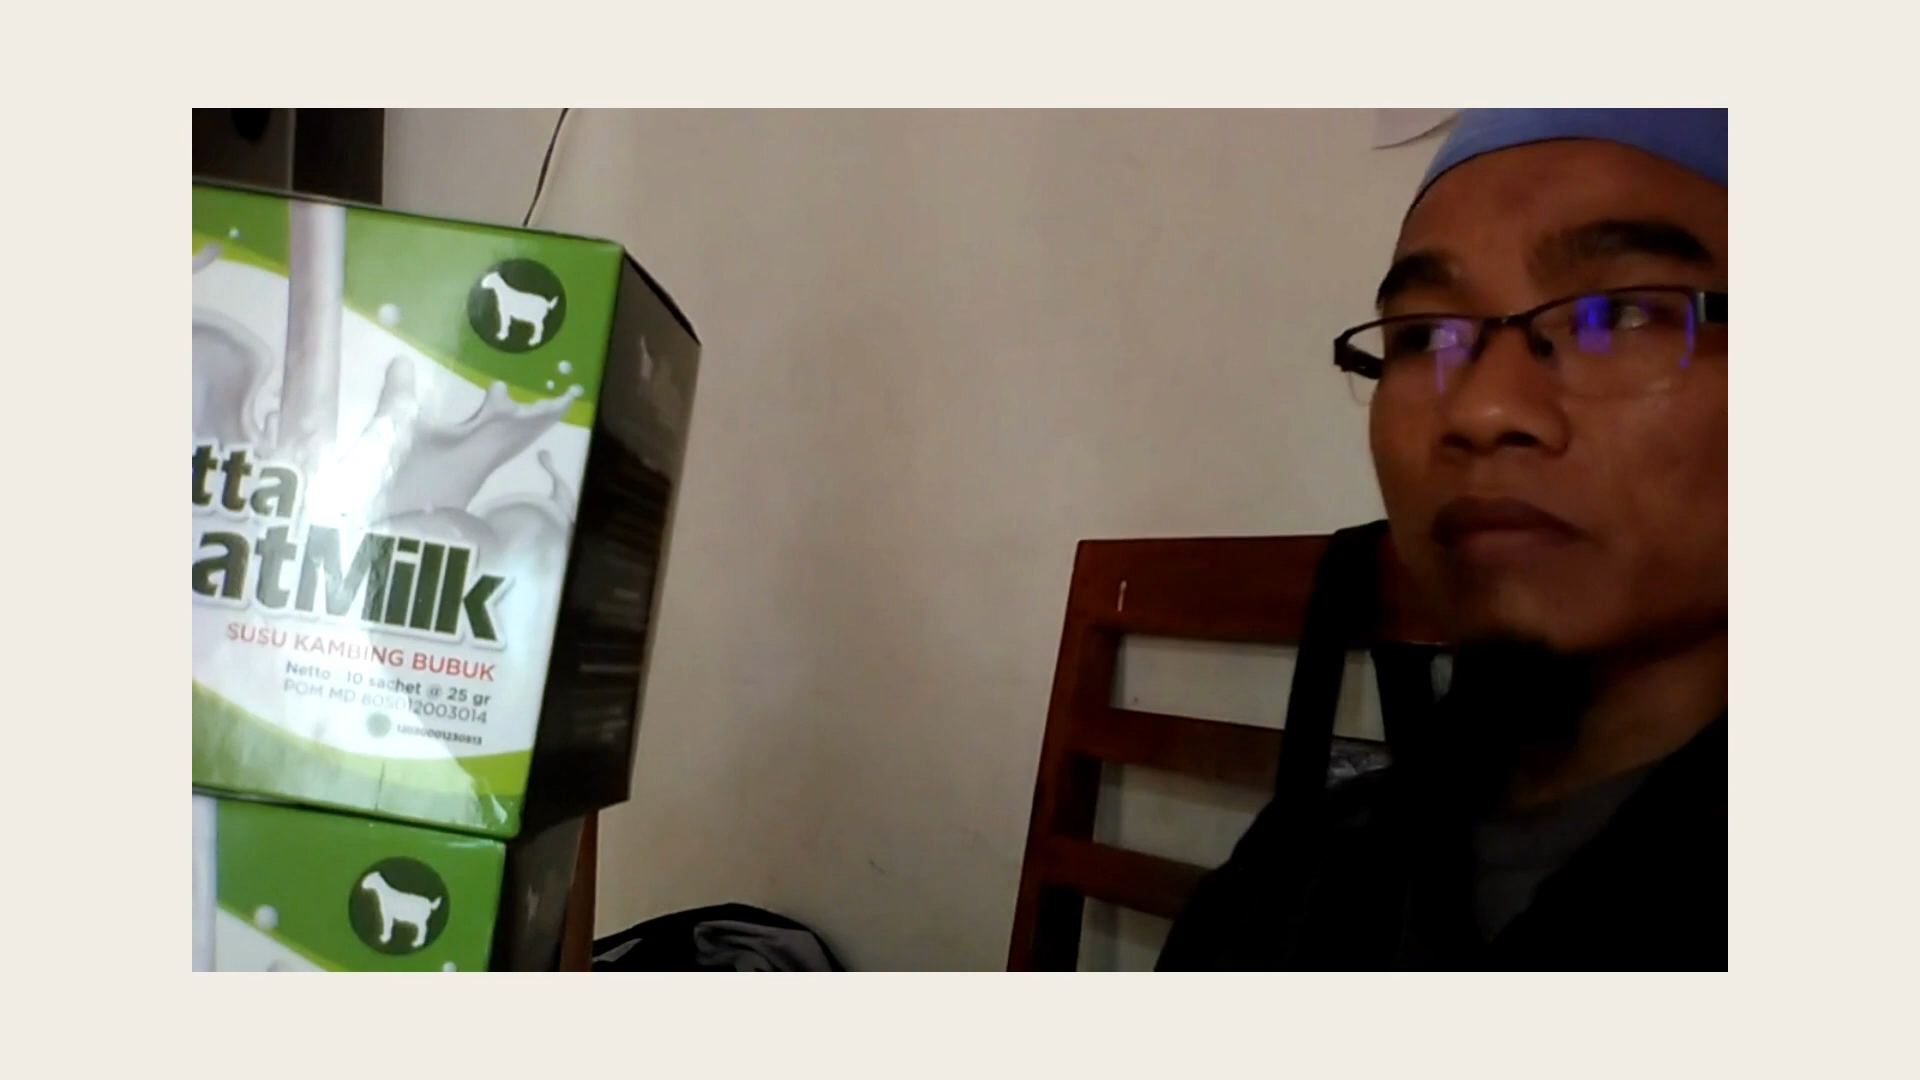 tta
atMilk
SUSU KAMBING BUBUK
Netto 10 sachet @ 25 gr
POM MD 805012003014